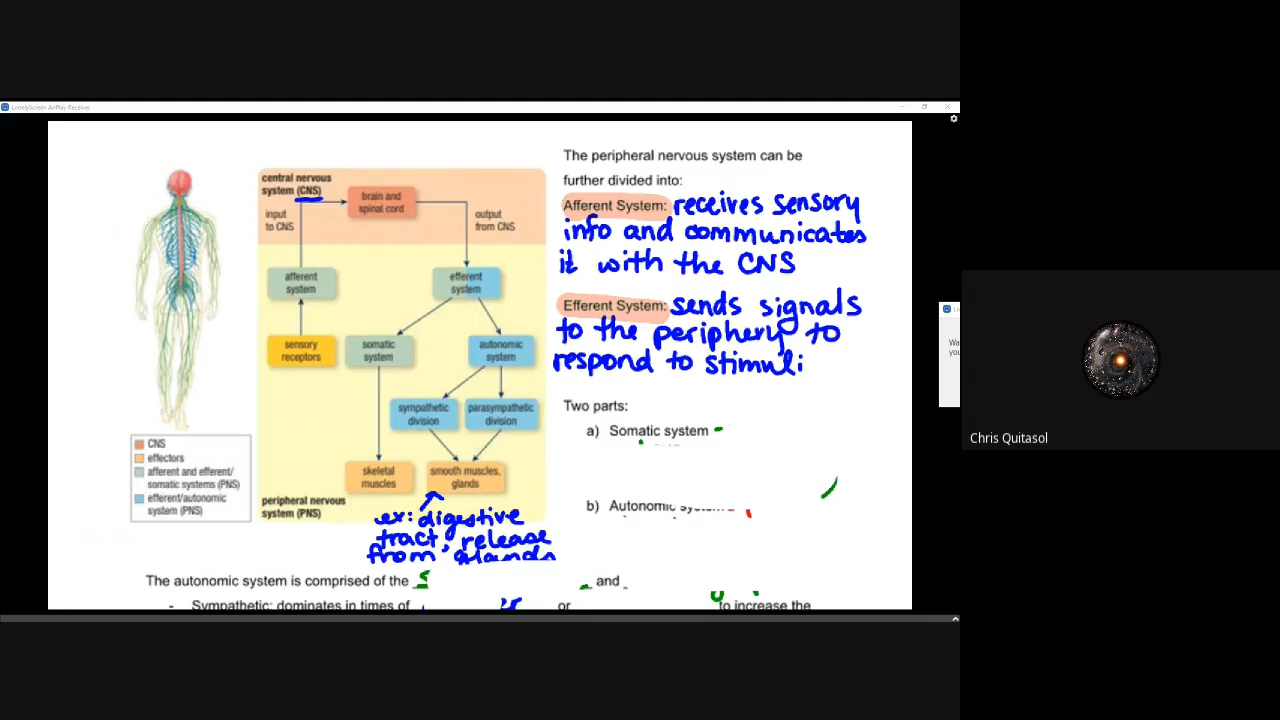 LonelyScreen AirPlay Receiver
central nervous
system (CNS)
brain and
spinal cord
input
to CNS
output
from CNS
afferent
system
efferent
system
sensory
receptors
somatic
system
autonomic
system
sympathetic
division
parasympathetic
division
skeletal
muscles
smooth muscles,
glands
peripheral nervous
system (PNS)
CNS
effectors
afferent and efferent/
somatic systems (PNS)
efferent/autonomic
system (PNS)
ex: digestive
tract, release
from glands
The peripheral nervous system can be
further divided into:
Afferent System: receives sensory
info and communicates
it with the CNS
Efferent System: sends signals
to the periphery to
respond to stimuli
Two parts:
a) Somatic system -
b) Autonomic system
The autonomic system is comprised of the
and
- Sympathetic: dominates in times of
or
to increase the
Chris Quitasol